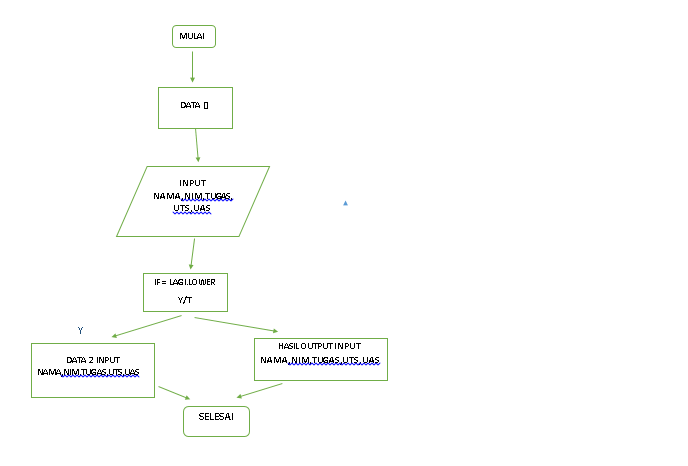 MULAI
DATA []
INPUT
NAMA,NIM,TUGAS,
UTS,UAS
IF = LAGI.LOWER
Y/T
Y
DATA 2 INPUT
NAMA,NIM,TUGAS,UTS,UAS
HASIL OUTPUT INPUT
NAMA,NIM,TUGAS,UTS,UAS
SELESAI